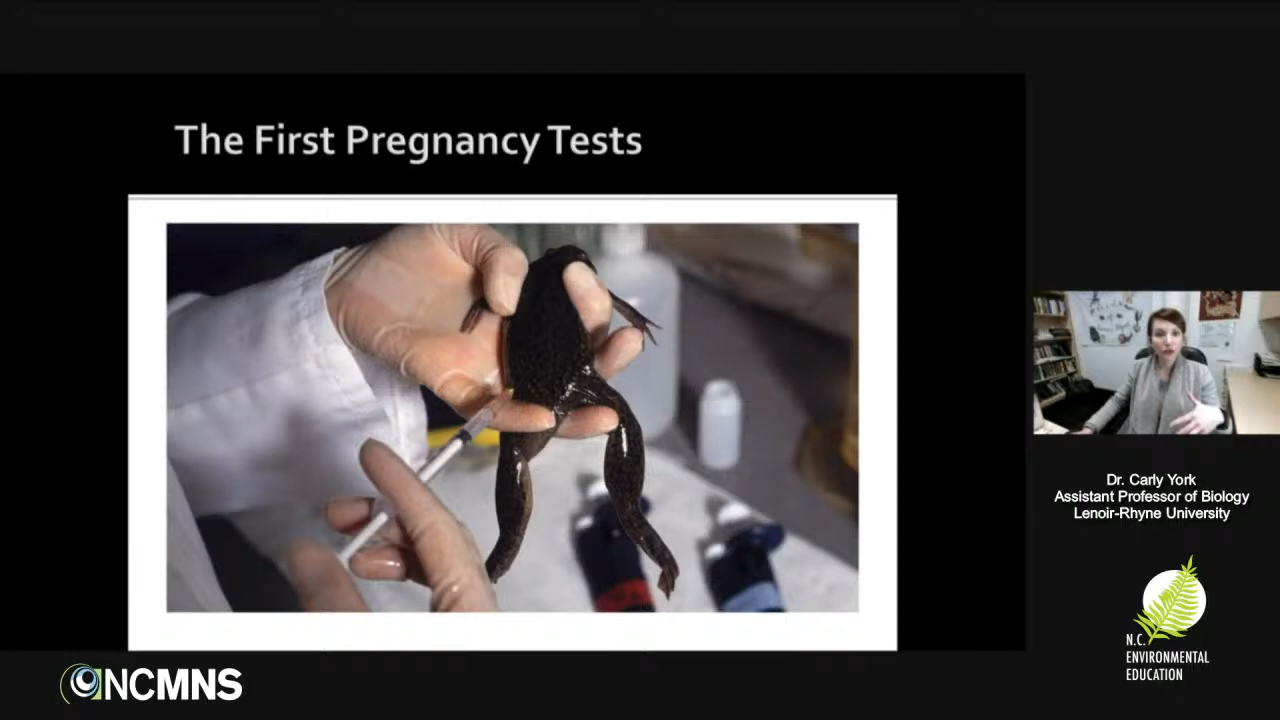 The First Pregnancy Tests
Dr. Carly York
Assistant Professor of Biology
Lenoir-Rhyne University
N.C.
ENVIRONMENTAL
EDUCATION
NCMNS